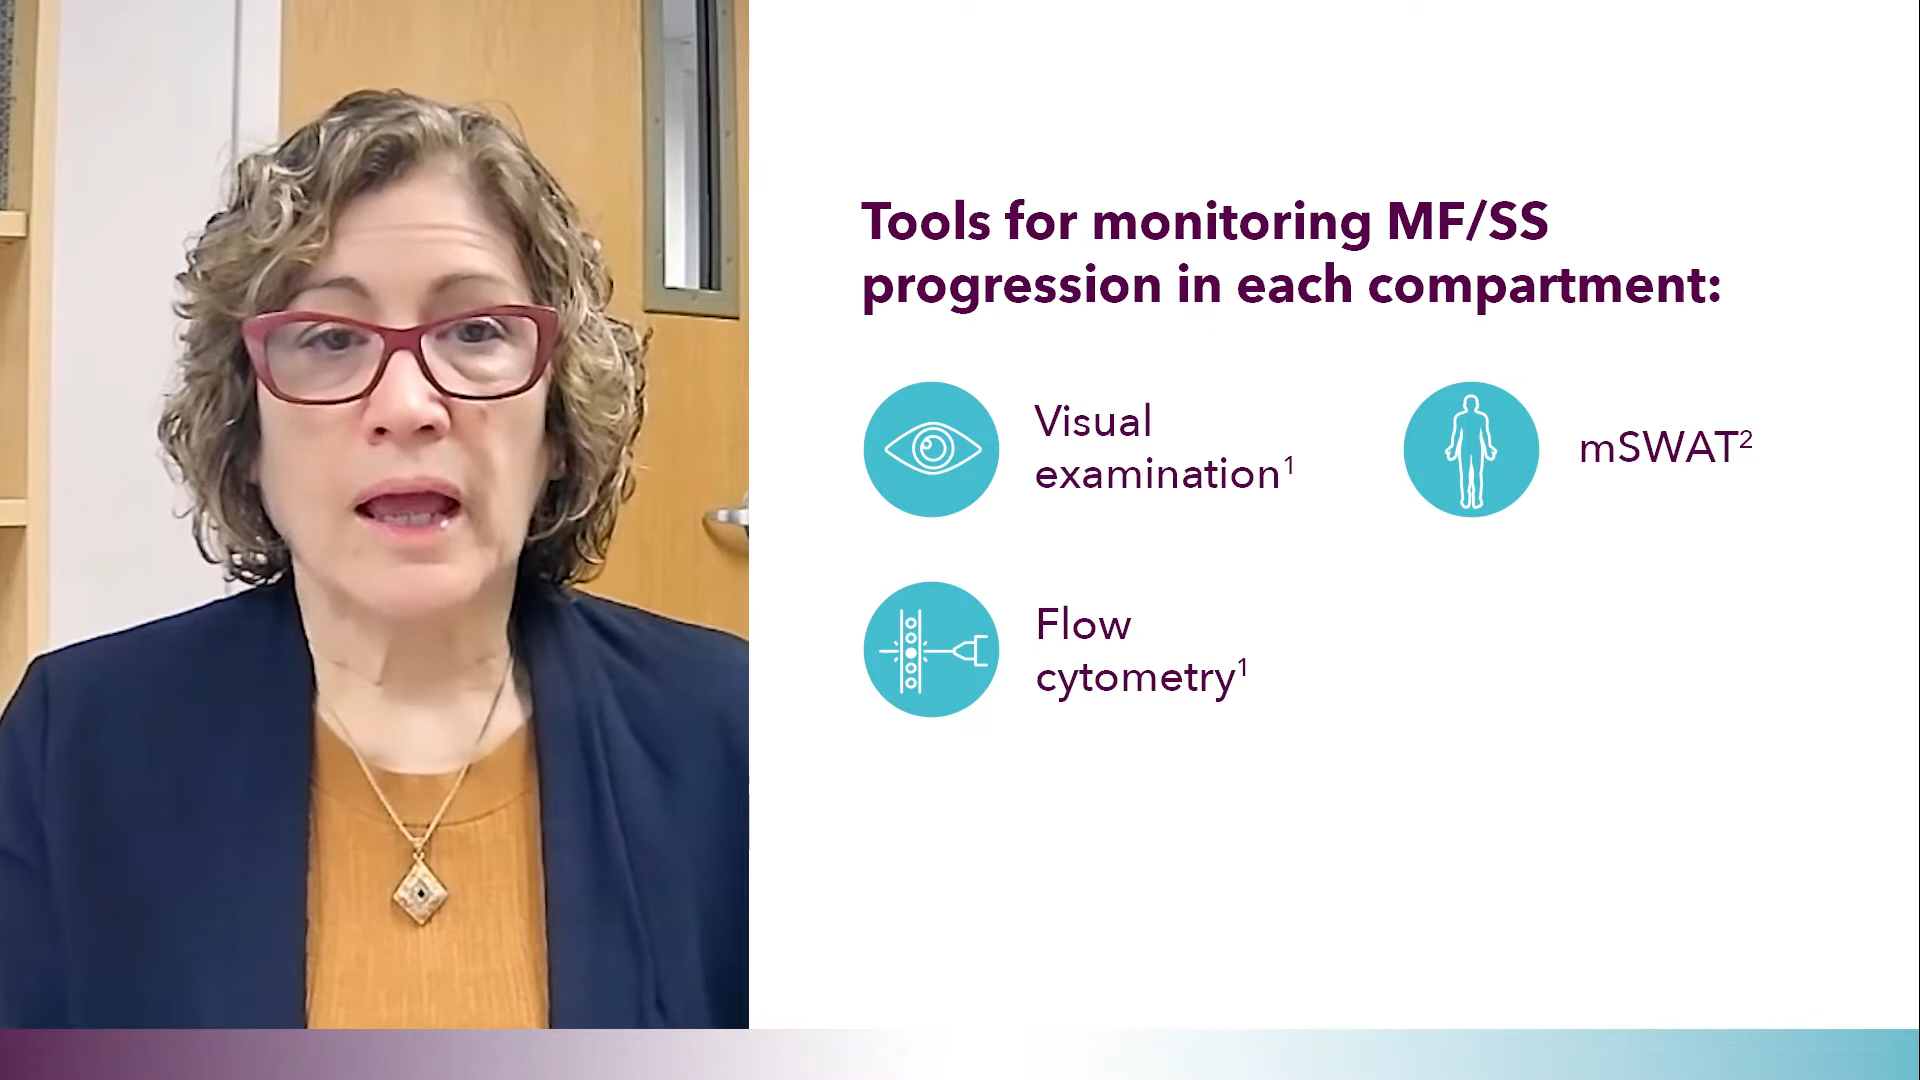 Tools for monitoring MF/SS
progression in each compartment:
Visual
examination¹
mSWAT²
Flow
cytometry¹